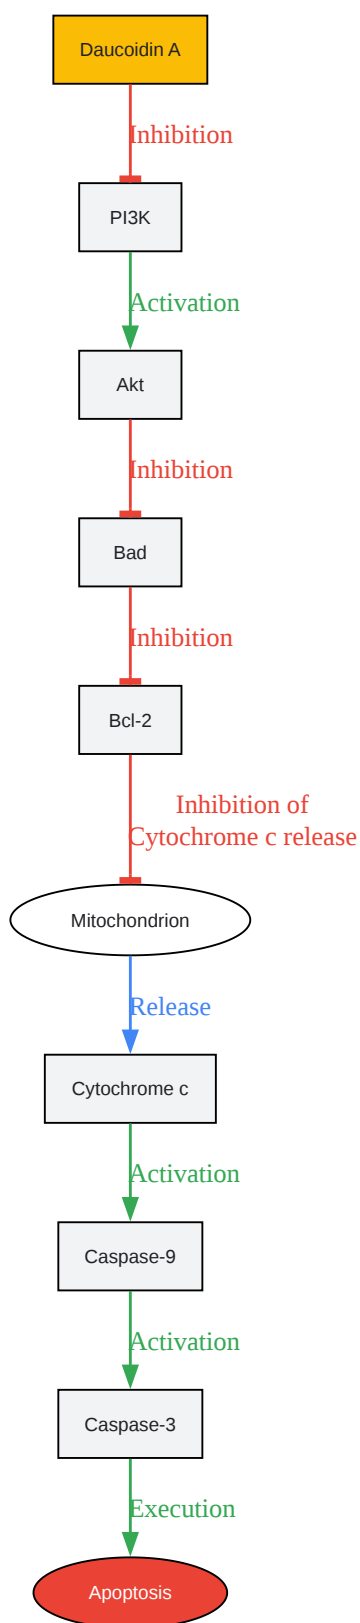 Daucoidin A
Inhibition
PI3K
Activation
Akt
Inhibition
Bad
Inhibition
Bcl-2
Inhibition of
Cytochrome c release
Mitochondrion
Release
Cytochrome c
Activation
Caspase-9
Activation
Caspase-3
Execution
Apoptosis